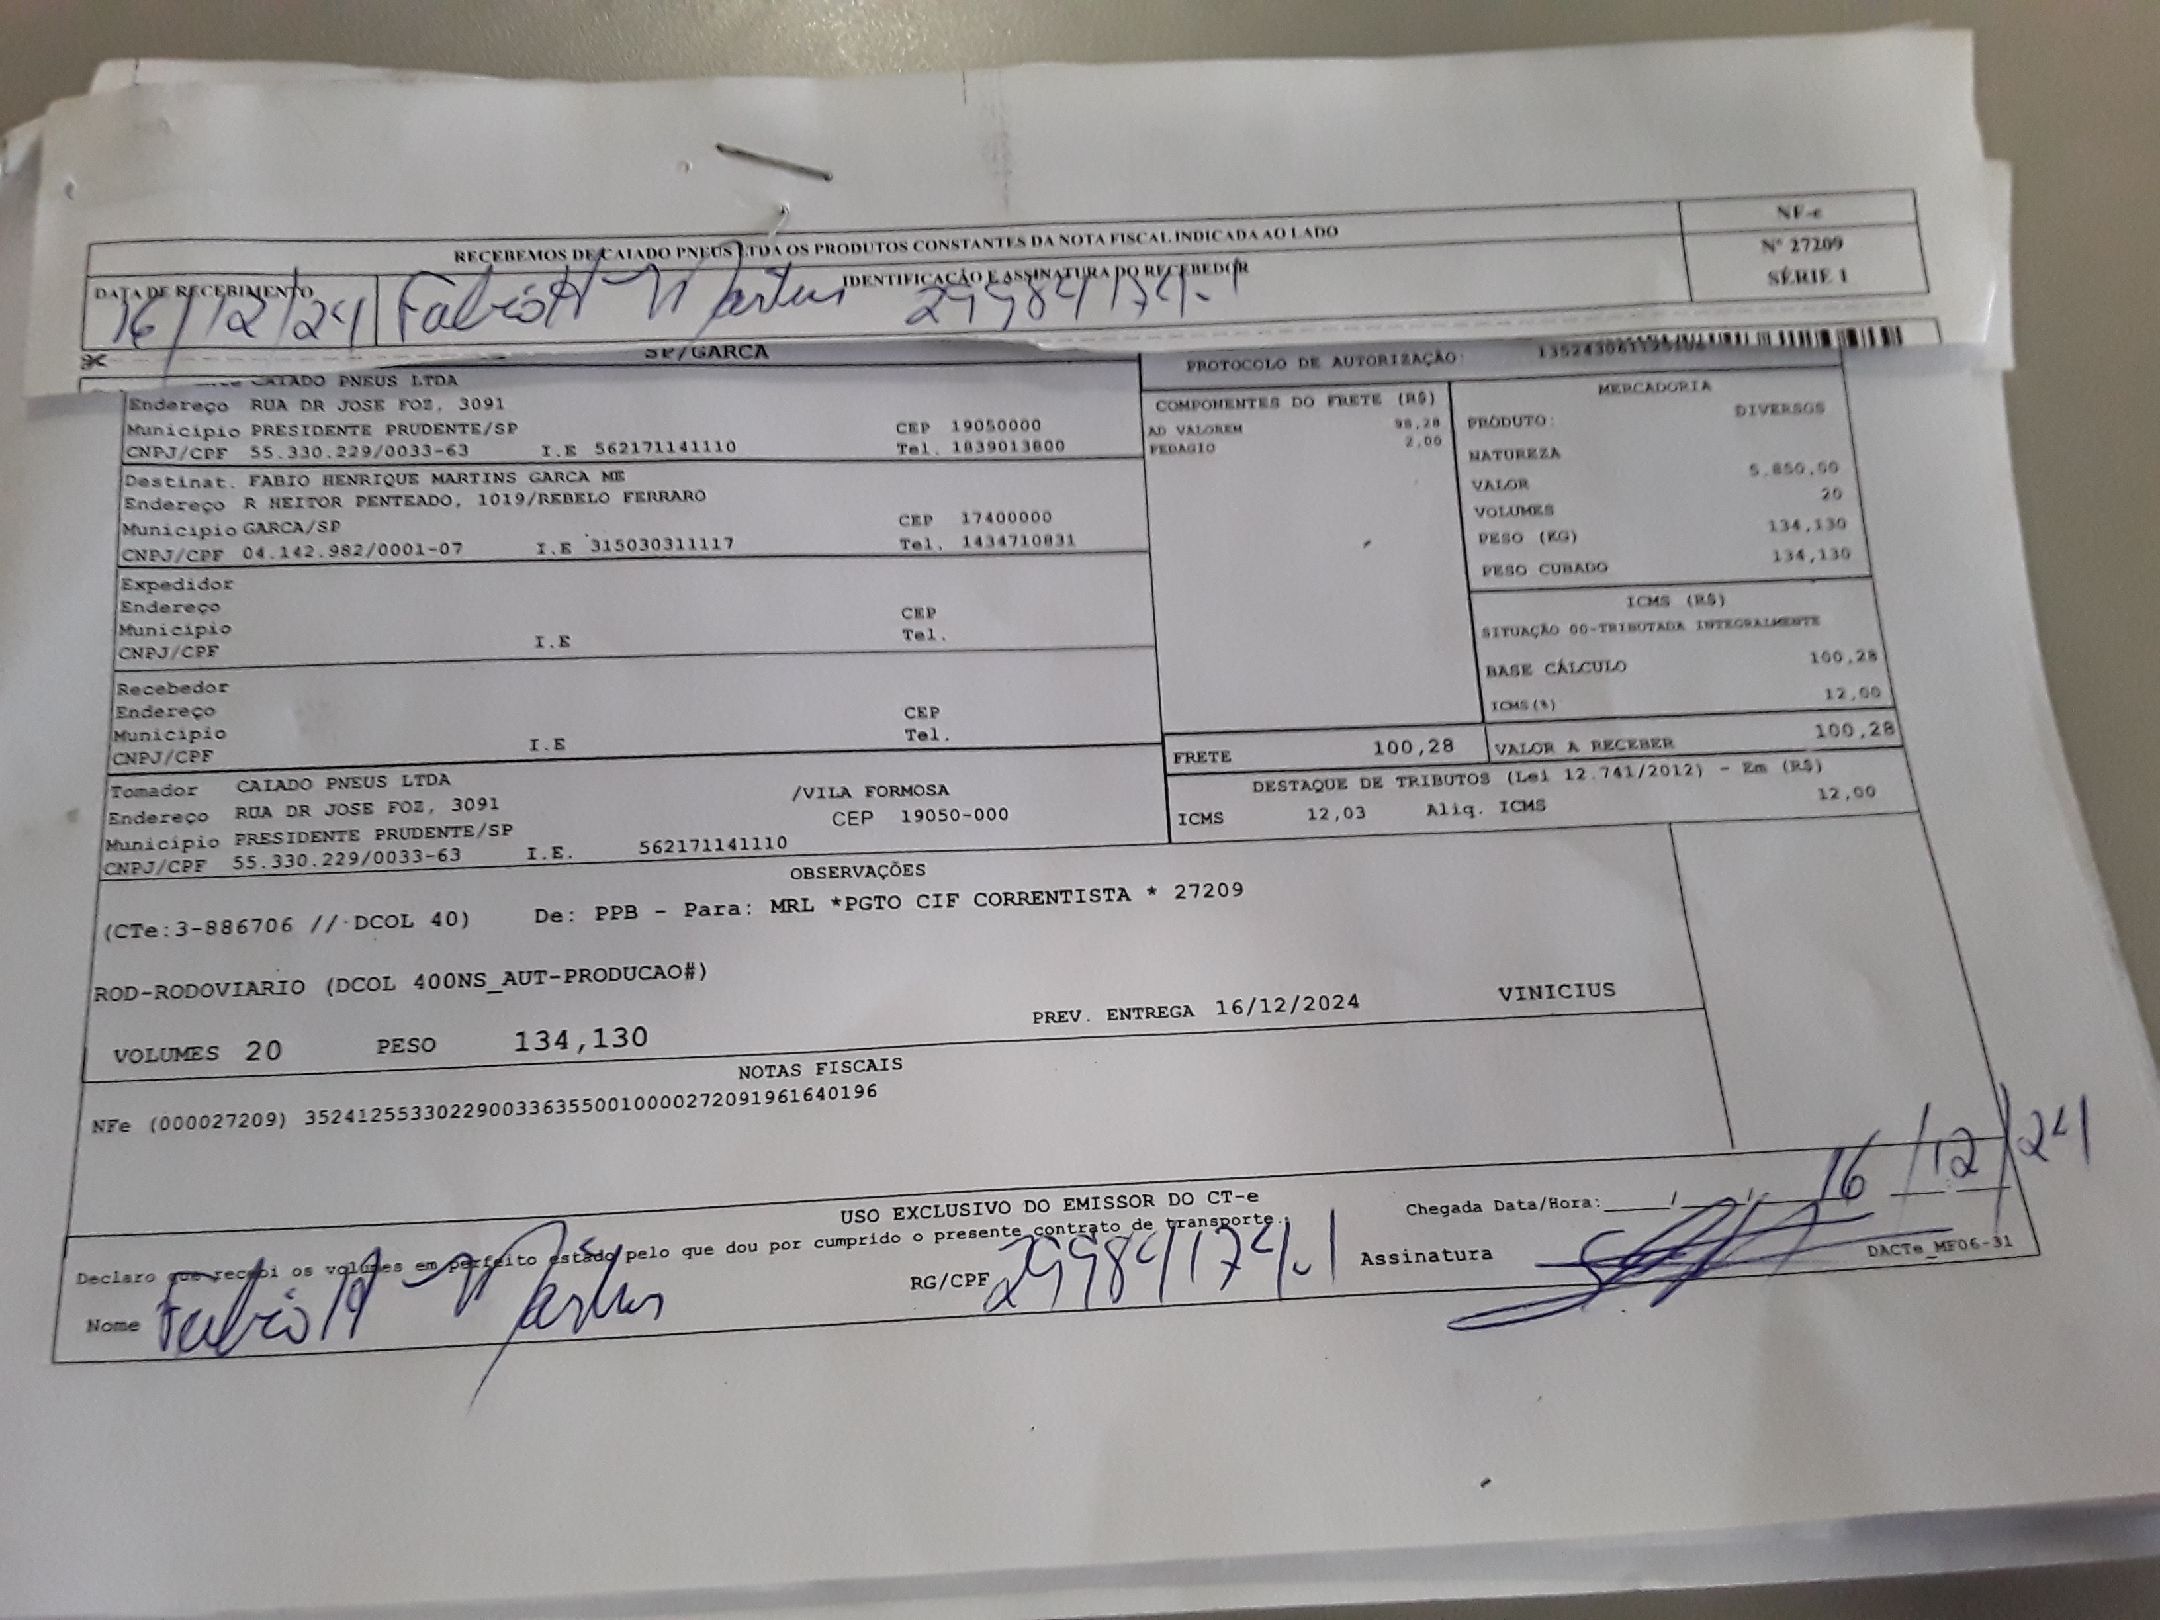 RECEBEMOS DE CAIADO PNEUS LTDA OS PRODUTOS CONSTANTES DA NOTA FISCAL INDICADA AO LADO
NF-e
Nº 27209
SÉRIE 1
DATA DE RECEBIMENTO
IDENTIFICAÇÃO E ASSINATURA DO RECEBEDOR
16/12/24 Fabio H Martins
SP/GARCA
CAIADO PNEUS LTDA
Endereço RUA DR JOSE FOZ, 3091
Município PRESIDENTE PRUDENTE/SP CEP 19050000
CNPJ/CPF 55.330.229/0033-63 I.E 562171141110 Tel. 1839013800
Destinat. FABIO HENRIQUE MARTINS GARCA ME
Endereço R HEITOR PENTEADO, 1019/REBELO FERRARO
Município GARCA/SP CEP 17400000
CNPJ/CPF 04.142.982/0001-07 I.E 315030311117 Tel. 1434710831
Expedidor
Endereço
Município CEP
CNPJ/CPF I.E Tel.
Recebedor
Endereço
Município CEP
CNPJ/CPF I.E Tel.
Tomador CAIADO PNEUS LTDA
Endereço RUA DR JOSE FOZ, 3091 /VILA FORMOSA
Município PRESIDENTE PRUDENTE/SP CEP 19050-000
CNPJ/CPF 55.330.229/0033-63 I.E. 562171141110
PROTOCOLO DE AUTORIZAÇÃO:
COMPONENTES DO FRETE (R$)
AD VALOREM 98,28
PEDAGIO 2,00
MERCADORIA
PRODUTO: DIVERSOS
NATUREZA
VALOR 5.850,00
VOLUMES 20
PESO (KG) 134,130
PESO CUBADO 134,130
ICMS (R$)
SITUAÇÃO 00-TRIBUTADA INTEGRALMENTE
BASE CÁLCULO 100,28
ICMS(%) 12,00
FRETE 100,28 VALOR A RECEBER 100,28
DESTAQUE DE TRIBUTOS (Lei 12.741/2012) - Em (R$)
ICMS 12,03 Aliq. ICMS 12,00
OBSERVAÇÕES
(CTe:3-886706 // DCOL 40) De: PPB - Para: MRL *PGTO CIF CORRENTISTA * 27209
ROD-RODOVIARIO (DCOL 400NS_AUT-PRODUCAO#)
VOLUMES 20 PESO 134,130 PREV. ENTREGA 16/12/2024 VINICIUS
NOTAS FISCAIS
NFe (000027209) 35241255330229003363550010000272091961640196
USO EXCLUSIVO DO EMISSOR DO CT-e
Declaro que recebi os volumes em perfeito estado pelo que dou por cumprido o presente contrato de transporte.
Chegada Data/Hora: 16/12/24
Nome Fabio H Martins RG/CPF Assinatura
DACTe_MF06-31